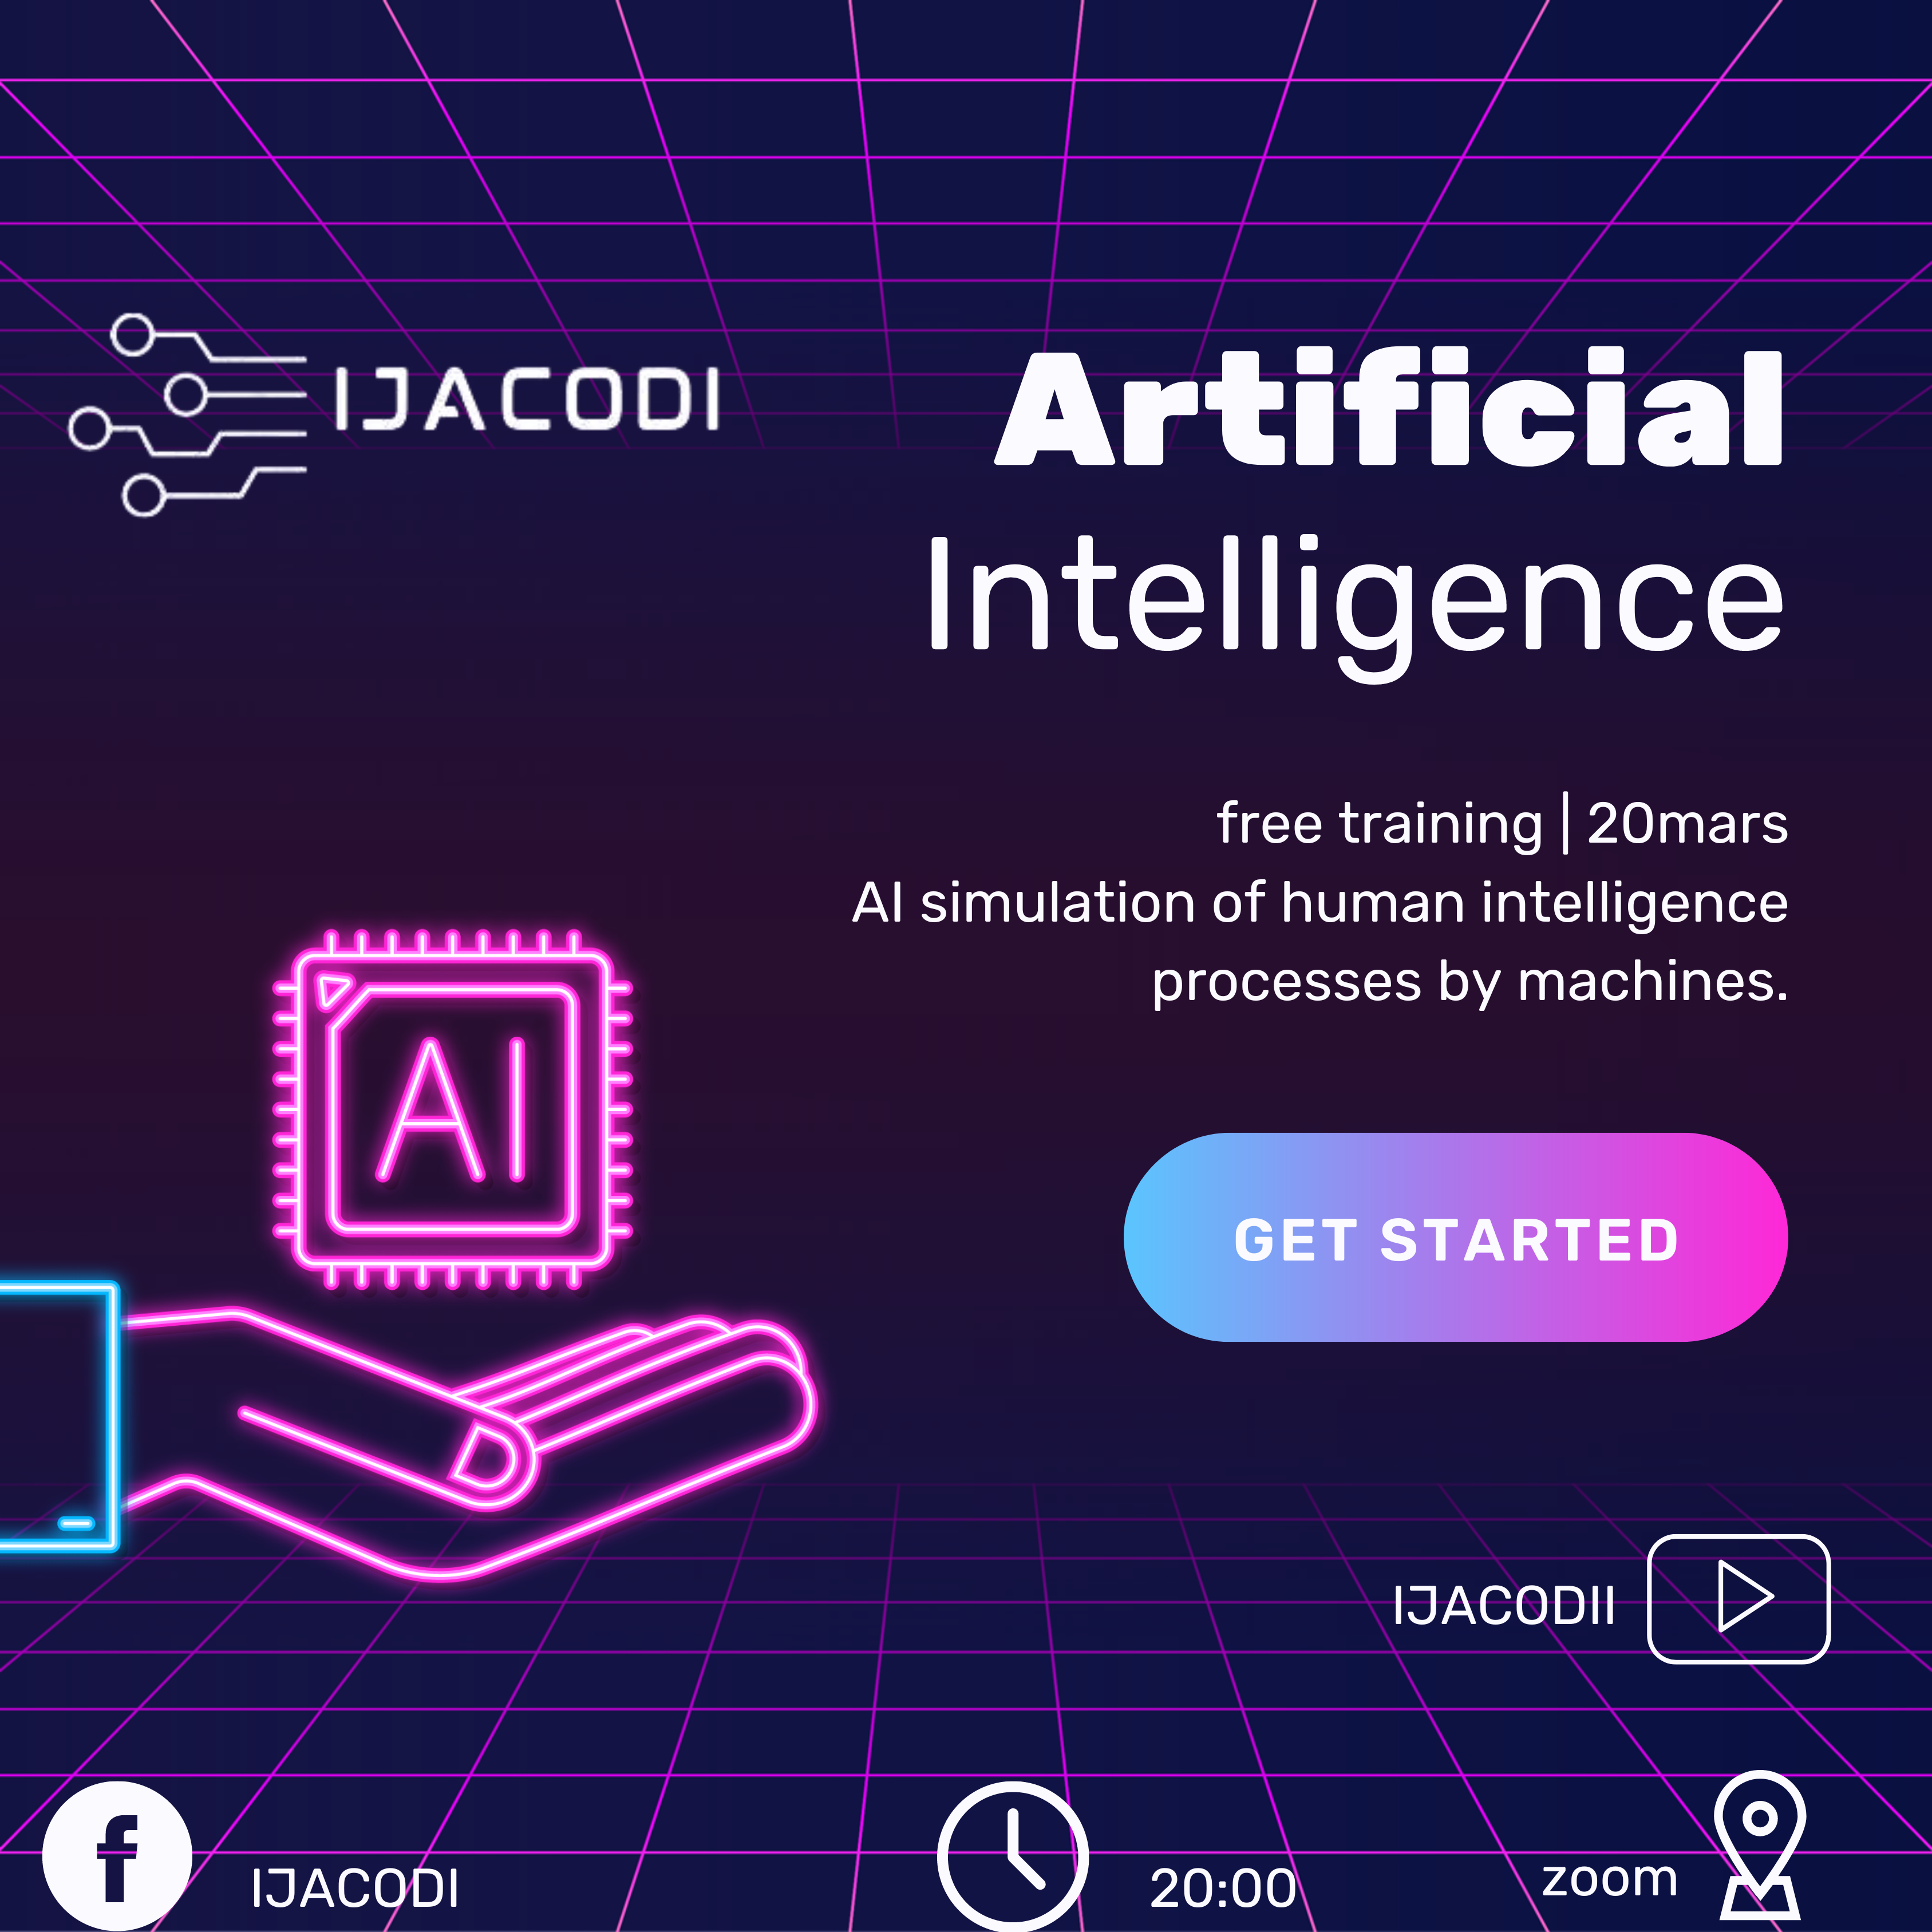 IJACODI
Artificial
Intelligence
free training | 20mars
AI simulation of human intelligence
processes by machines.
AI
GET STARTED
IJACODII
f
IJACODI
20:00
zoom